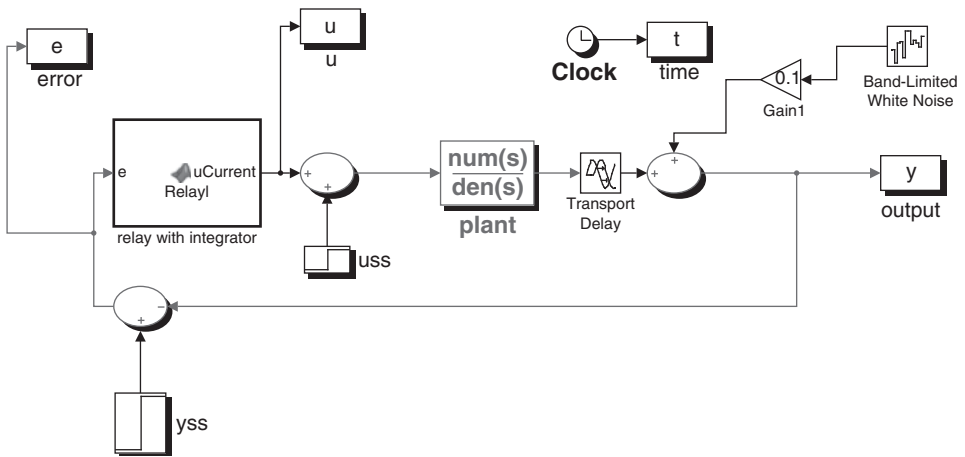 e
error
u
u
t
Clock
time
0.1
Gain1
Band-Limited
White Noise
e
uCurrent
RelayI
relay with integrator
+
+
uss
num(s)
den(s)
plant
Transport
Delay
+
+
y
output
−
+
yss